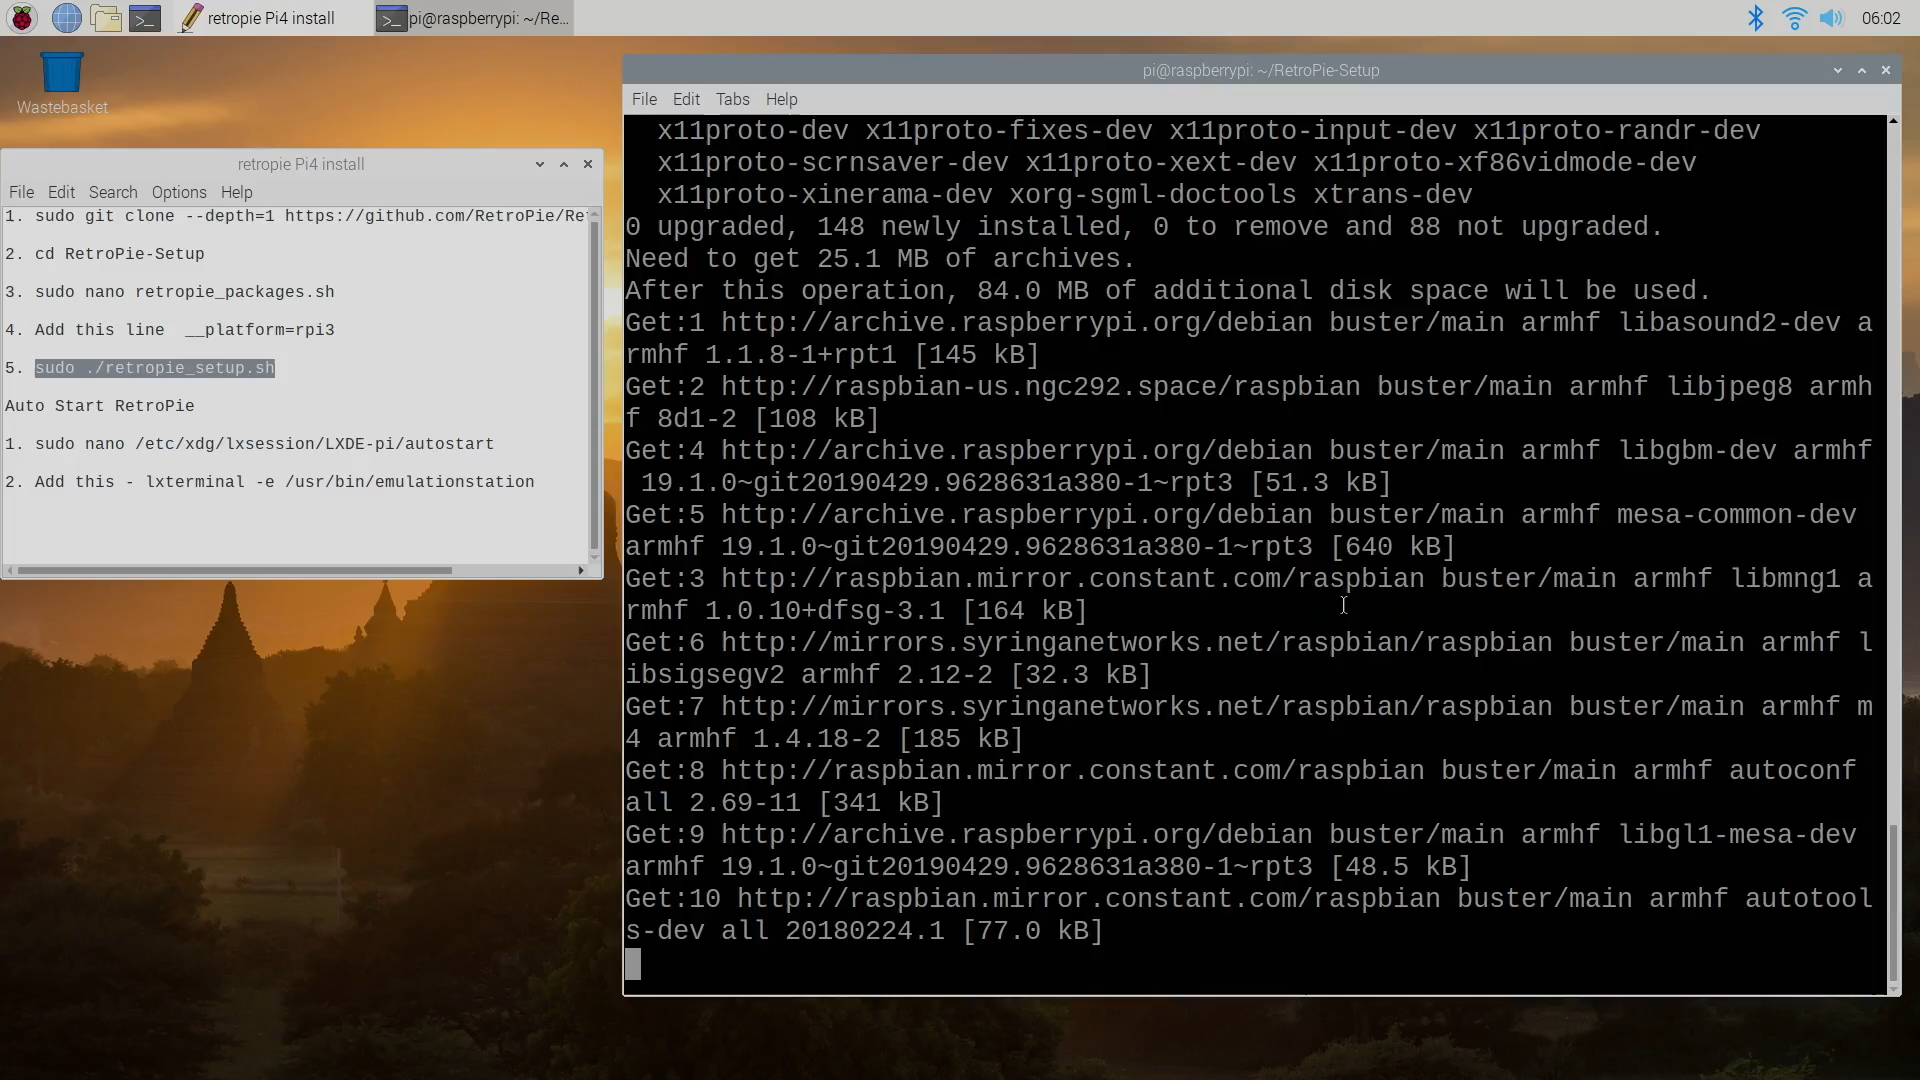 retropie Pi4 install
pi@raspberrypi: ~/Re...
06:02
Wastebasket
retropie Pi4 install
File Edit Search Options Help
1. sudo git clone --depth=1 https://github.com/RetroPie/Re
2. cd RetroPie-Setup
3. sudo nano retropie_packages.sh
4. Add this line  __platform=rpi3
5. sudo ./retropie_setup.sh
Auto Start RetroPie
1. sudo nano /etc/xdg/lxsession/LXDE-pi/autostart
2. Add this - lxterminal -e /usr/bin/emulationstation
pi@raspberrypi: ~/RetroPie-Setup
File Edit Tabs Help
x11proto-dev x11proto-fixes-dev x11proto-input-dev x11proto-randr-dev
x11proto-scrnsaver-dev x11proto-xext-dev x11proto-xf86vidmode-dev
x11proto-xinerama-dev xorg-sgml-doctools xtrans-dev
0 upgraded, 148 newly installed, 0 to remove and 88 not upgraded.
Need to get 25.1 MB of archives.
After this operation, 84.0 MB of additional disk space will be used.
Get:1 http://archive.raspberrypi.org/debian buster/main armhf libasound2-dev a
rmhf 1.1.8-1+rpt1 [145 kB]
Get:2 http://raspbian-us.ngc292.space/raspbian buster/main armhf libjpeg8 armh
f 8d1-2 [108 kB]
Get:4 http://archive.raspberrypi.org/debian buster/main armhf libgbm-dev armhf
19.1.0~git20190429.9628631a380-1~rpt3 [51.3 kB]
Get:5 http://archive.raspberrypi.org/debian buster/main armhf mesa-common-dev
armhf 19.1.0~git20190429.9628631a380-1~rpt3 [640 kB]
Get:3 http://raspbian.mirror.constant.com/raspbian buster/main armhf libmng1 a
rmhf 1.0.10+dfsg-3.1 [164 kB]
Get:6 http://mirrors.syringanetworks.net/raspbian/raspbian buster/main armhf l
ibsigsegv2 armhf 2.12-2 [32.3 kB]
Get:7 http://mirrors.syringanetworks.net/raspbian/raspbian buster/main armhf m
4 armhf 1.4.18-2 [185 kB]
Get:8 http://raspbian.mirror.constant.com/raspbian buster/main armhf autoconf
all 2.69-11 [341 kB]
Get:9 http://archive.raspberrypi.org/debian buster/main armhf libgl1-mesa-dev
armhf 19.1.0~git20190429.9628631a380-1~rpt3 [48.5 kB]
Get:10 http://raspbian.mirror.constant.com/raspbian buster/main armhf autotool
s-dev all 20180224.1 [77.0 kB]